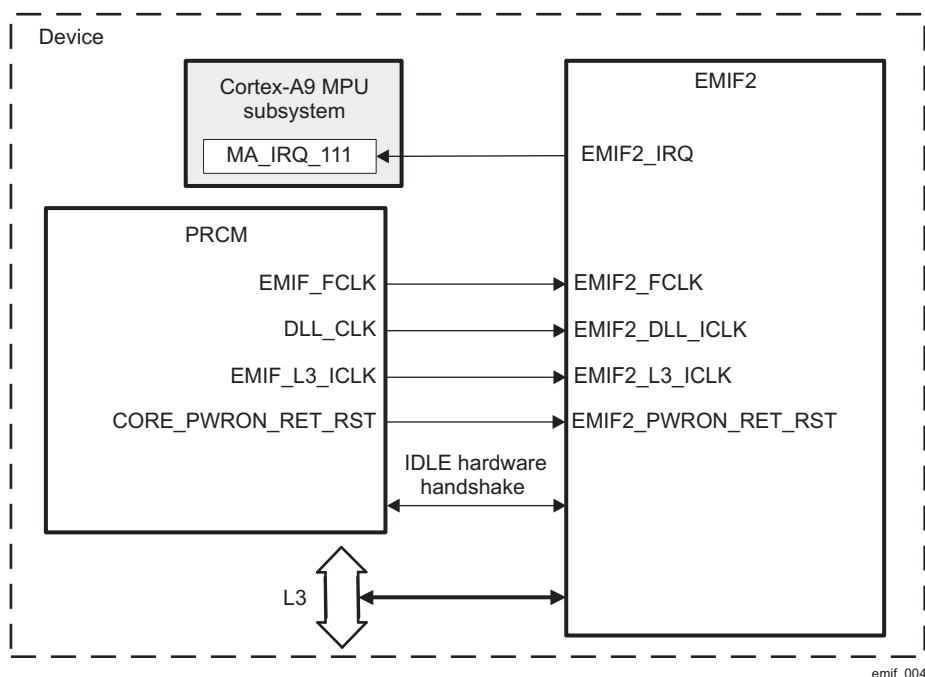 Device
Cortex-A9 MPU
subsystem
MA_IRQ_111
EMIF2
EMIF2_IRQ
PRCM
EMIF_FCLK
EMIF2_FCLK
DLL_CLK
EMIF2_DLL_ICLK
EMIF_L3_ICLK
EMIF2_L3_ICLK
CORE_PWRON_RET_RST
EMIF2_PWRON_RET_RST
IDLE hardware
handshake
L3
emif_004